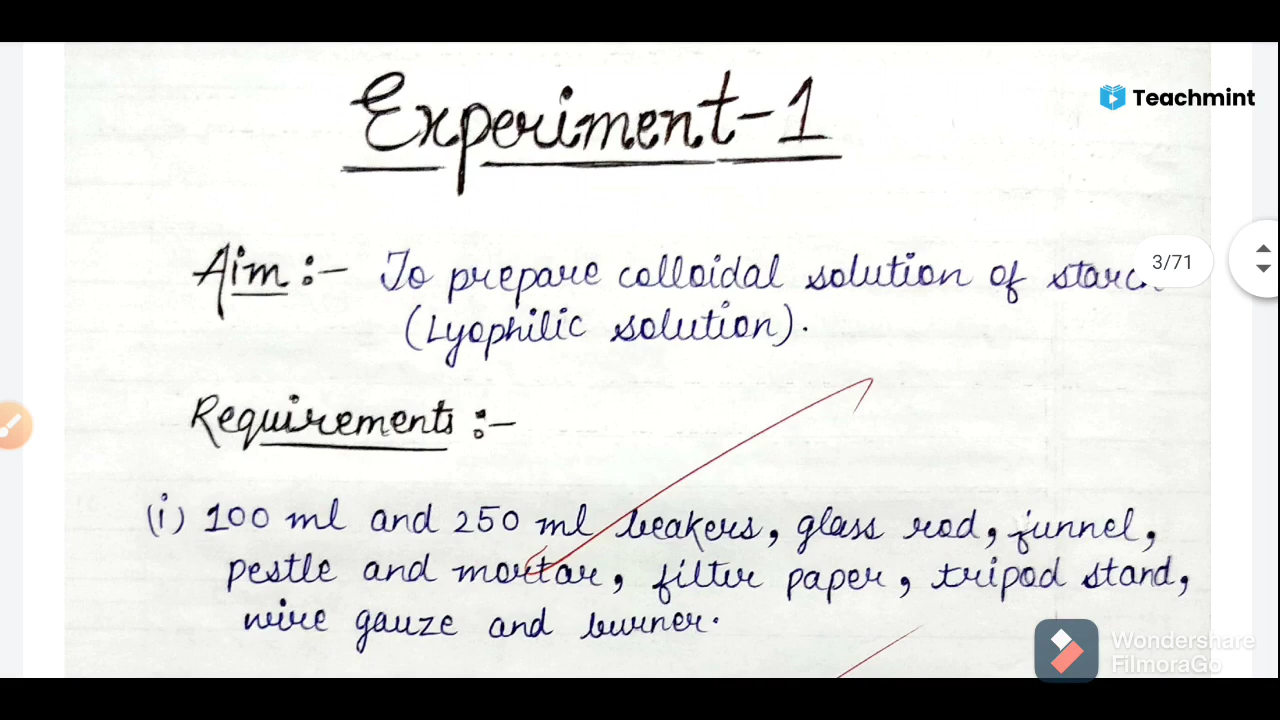 Experiment-1
Teachmint
Aim :- To prepare colloidal solution of
3/71
(Lyophilic solution).
Requirements :-
(i) 100 ml and 250 ml beakers, glass rod, funnel,
pestle and mortar, filter paper, tripod stand,
wire gauze and burner.
Wondershare
FilmoraGo